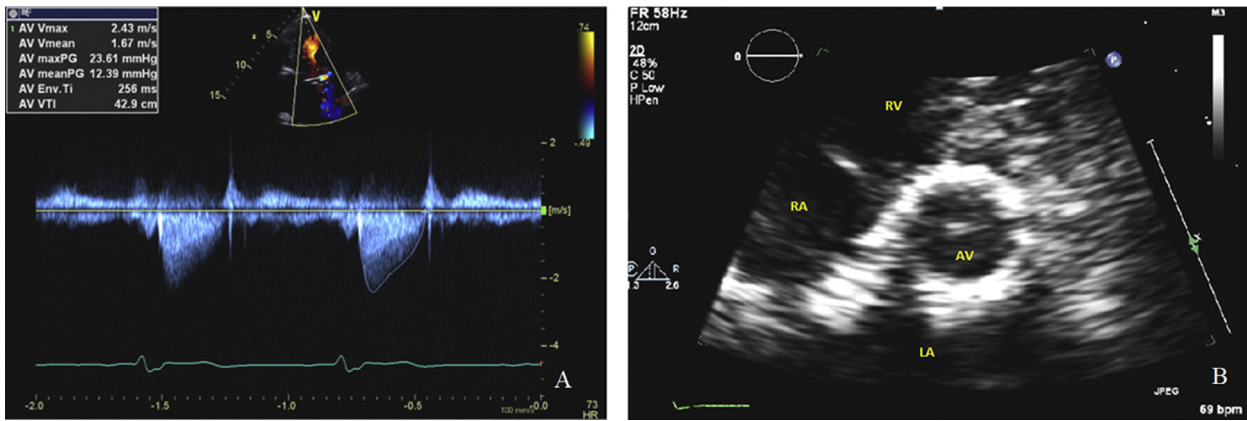 V
1 AV Vmax 2.43 m/s
AV Vmean 1.67 m/s
AV maxPG 23.61 mmHg
AV meanPG 12.39 mmHg
AV Env.Ti 256 ms
AV VTI 42.9 cm
5
10
15
.74
-.49
2
[m/s]
-2
-4
A
-2.0 -1.5 -1.0 -0.5 -0.0
100 mm/s
73
HR
FR 58Hz
12cm
2D
48%
C 50
P Low
HPen
0
P
M3
RV
RA
AV
LA
G
P R
1.3 2.6
X
JPEG
B
69 bpm